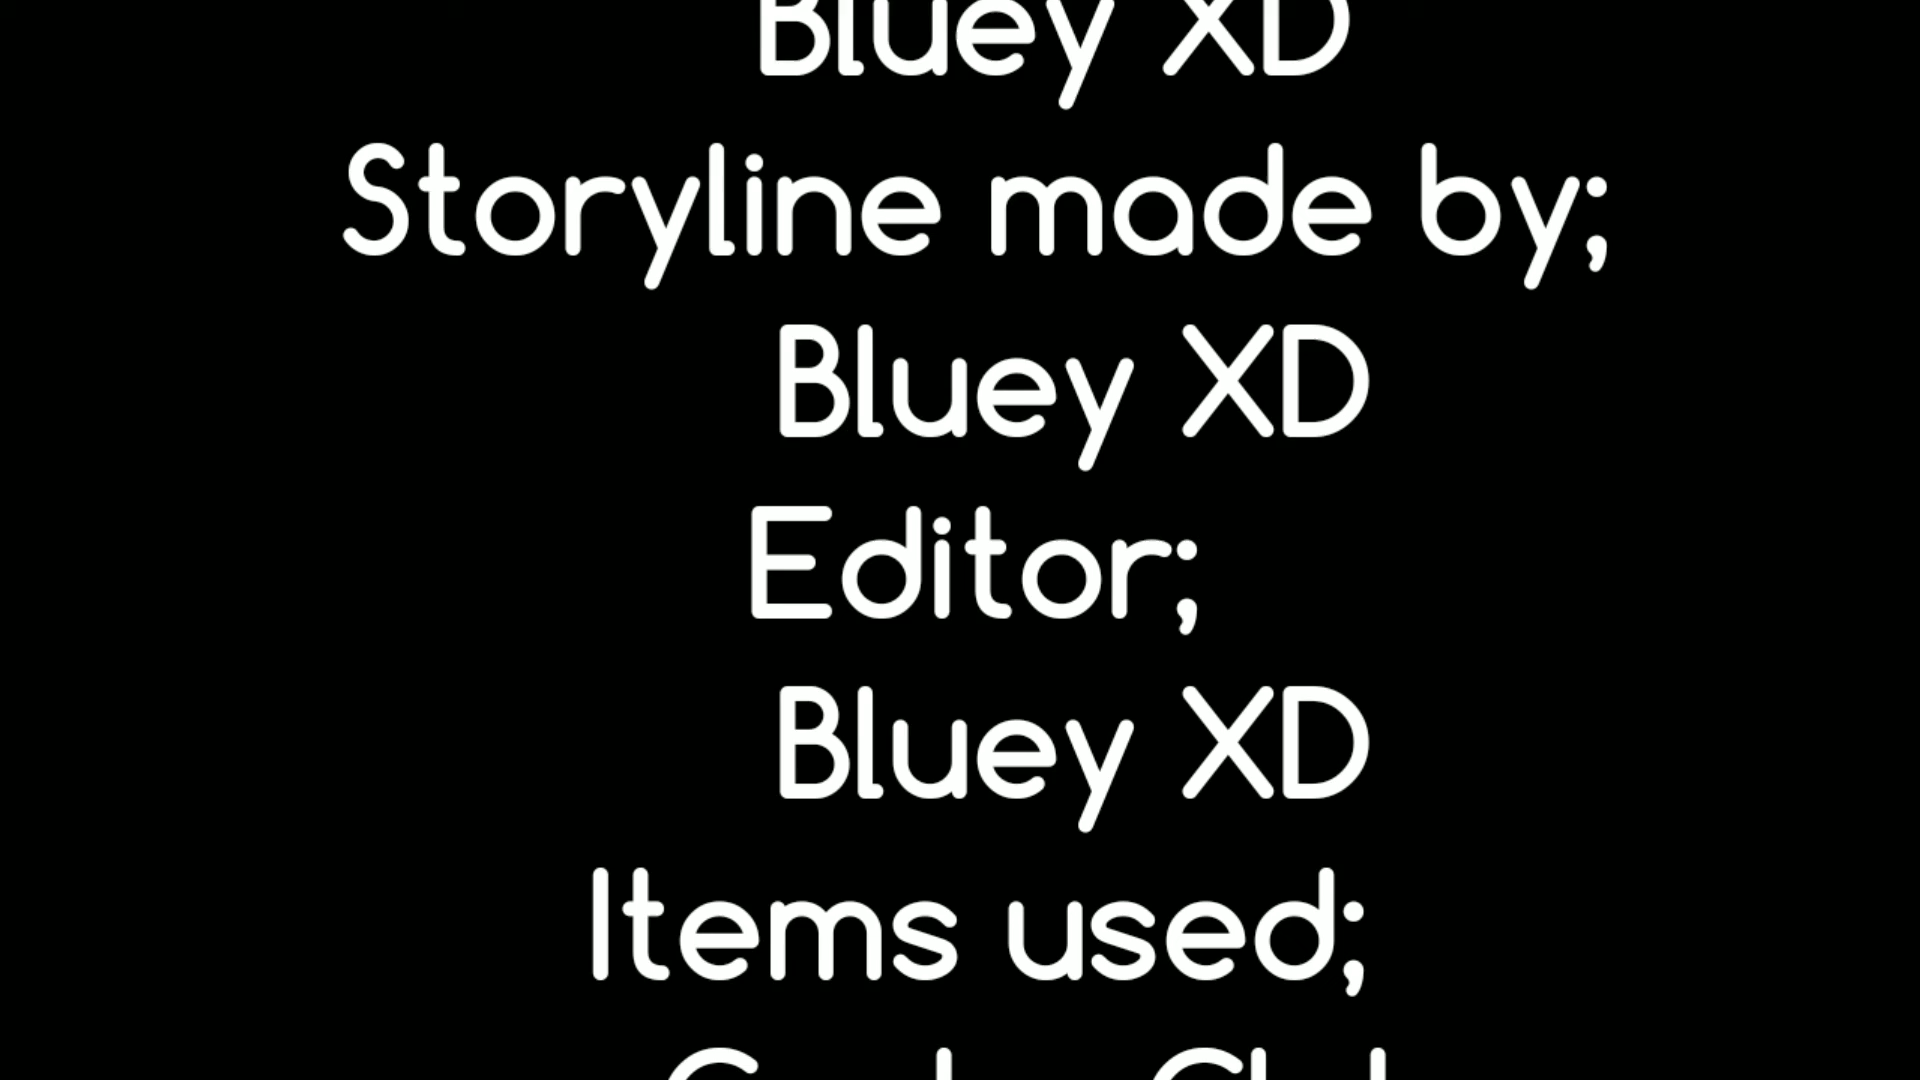 Bluey XD
Storyline made by;
Bluey XD
Editor;
Bluey XD
Items used;